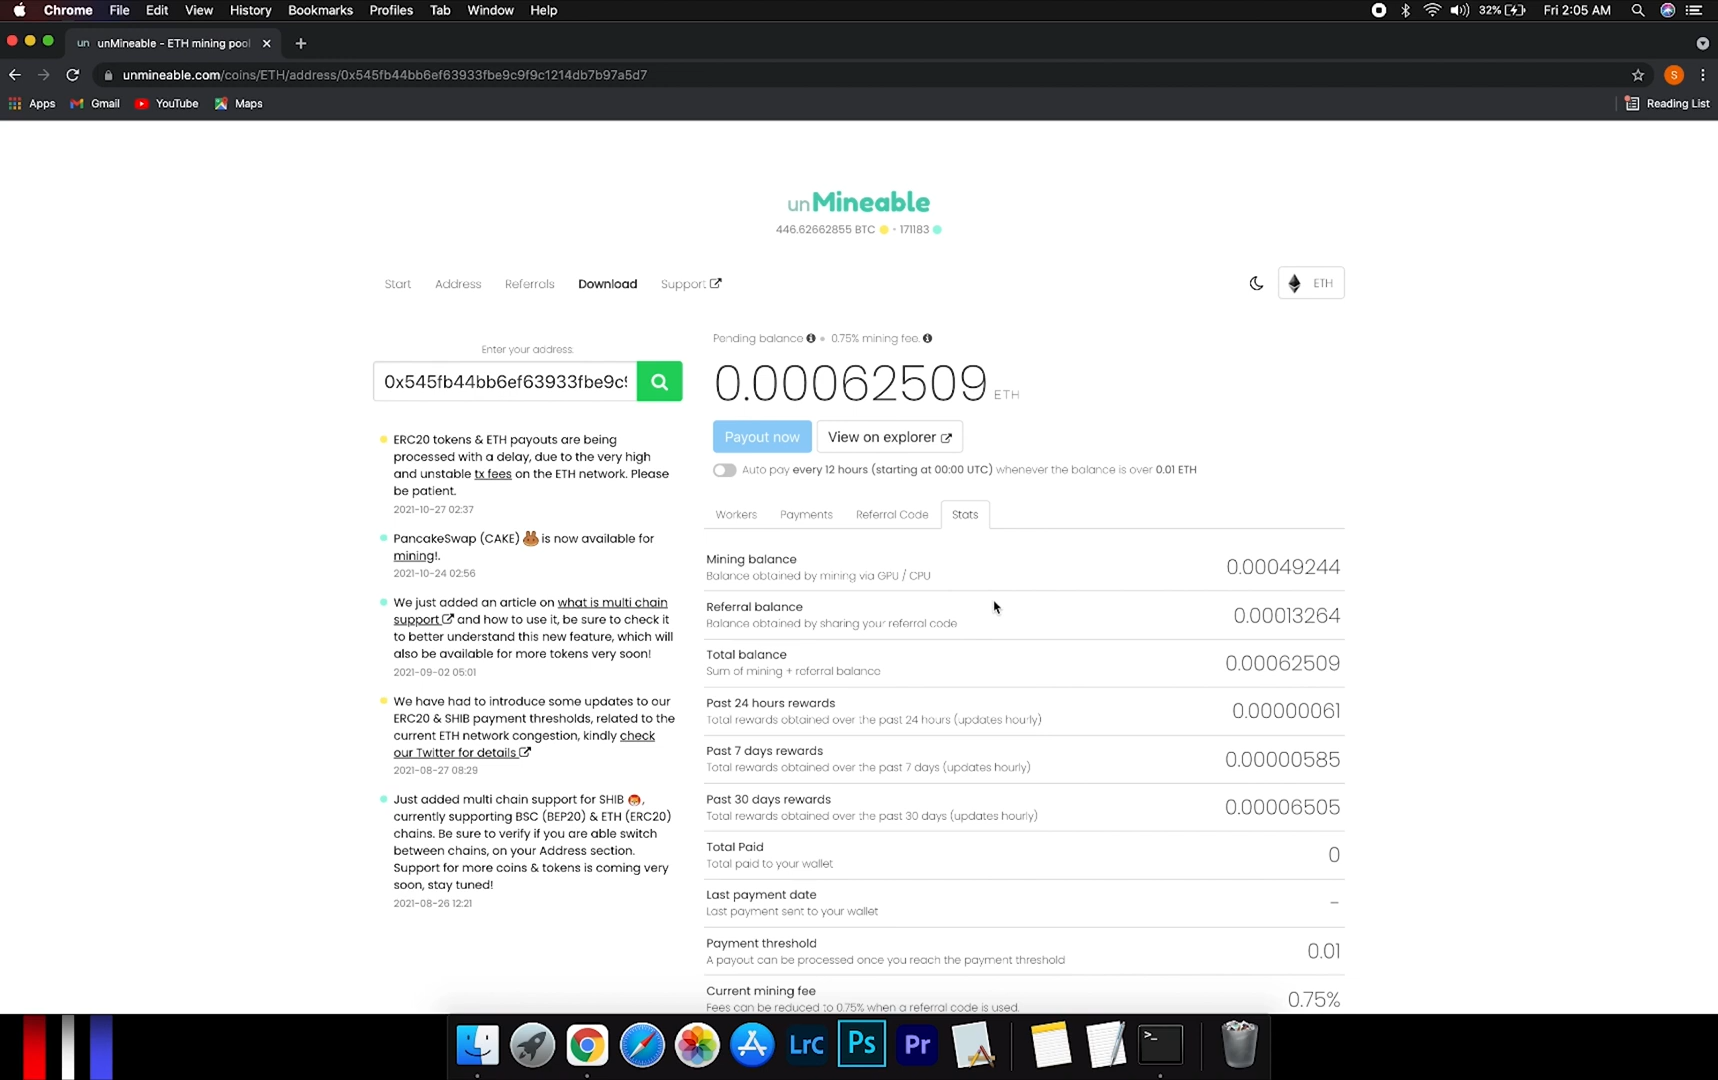 Chrome File Edit View History Bookmarks Profiles Tab Window Help 32% Fri 2:05 AM
un unMineable - ETH mining pool
unmineable.com/coins/ETH/address/0x545fb44bb6ef63933fbe9c9f9c1214db7b97a5d7 S
Apps Gmail YouTube Maps Reading List
unMineable
446.62662855 BTC - 171183
Start Address Referrals Download Support ETH
Enter your address.
0x545fb44bb6ef63933fbe9c
ERC20 tokens & ETH payouts are being
processed with a delay, due to the very high
and unstable tx fees on the ETH network. Please
be patient.
2021-10-27 02:37
PancakeSwap (CAKE) is now available for
mining!.
2021-10-24 02:56
We just added an article on what is multi chain
support and how to use it, be sure to check it
to better understand this new feature, which will
also be available for more tokens very soon!
2021-09-02 05:01
We have had to introduce some updates to our
ERC20 & SHIB payment thresholds, related to the
current ETH network congestion, kindly check
our Twitter for details
2021-08-27 08:29
Just added multi chain support for SHIB ,
currently supporting BSC (BEP20) & ETH (ERC20)
chains. Be sure to verify if you are able switch
between chains, on your Address section.
Support for more coins & tokens is coming very
soon, stay tuned!
2021-08-26 12:21
Pending balance 0.75% mining fee.
0.00062509 ETH
Payout now View on explorer
Auto pay every 12 hours (starting at 00:00 UTC) whenever the balance is over 0.01 ETH
Workers Payments Referral Code Stats
Mining balance
Balance obtained by mining via GPU / CPU
0.00049244
Referral balance
Balance obtained by sharing your referral code
0.00013264
Total balance
Sum of mining + referral balance
0.00062509
Past 24 hours rewards
Total rewards obtained over the past 24 hours (updates hourly)
0.00000061
Past 7 days rewards
Total rewards obtained over the past 7 days (updates hourly)
0.00000585
Past 30 days rewards
Total rewards obtained over the past 30 days (updates hourly)
0.00006505
Total Paid
Total paid to your wallet
0
Last payment date
Last payment sent to your wallet
-
Payment threshold
A payout can be processed once you reach the payment threshold
0.01
Current mining fee
Fees can be reduced to 0.75% when a referral code is used.
0.75%
LrC Ps Pr >_